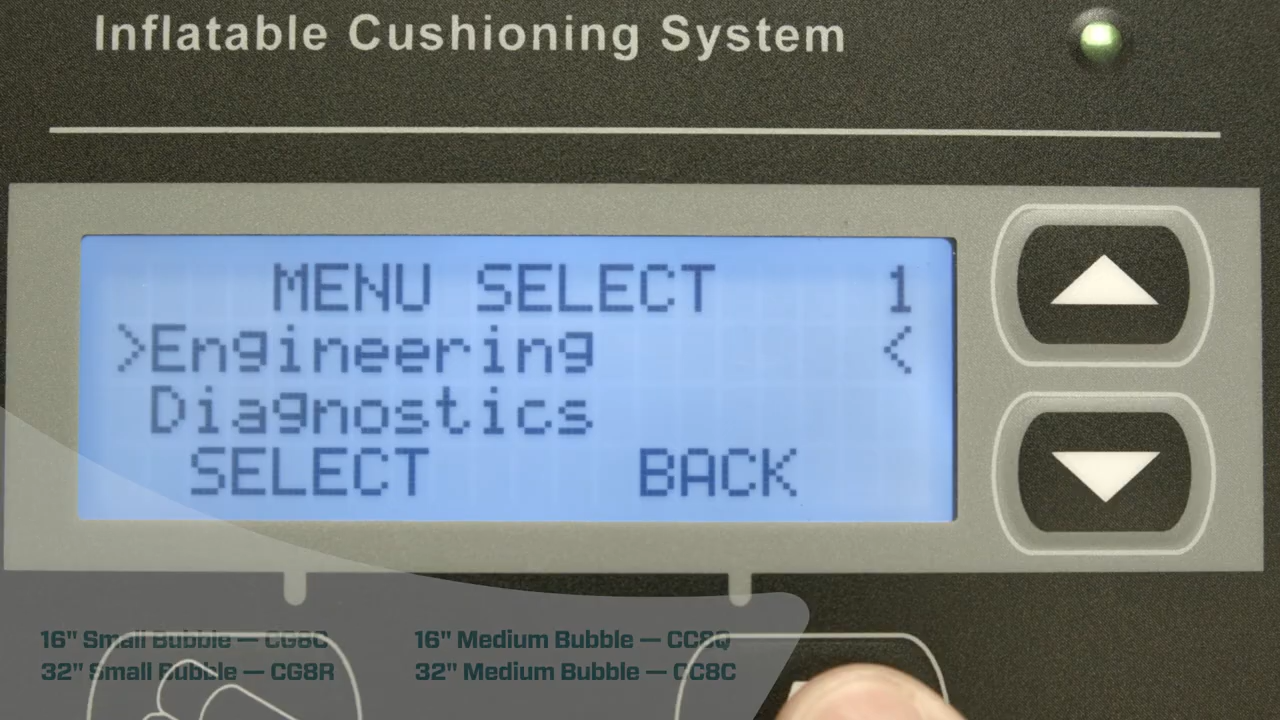 Inflatable Cushioning System
MENU SELECT 1
>Engineering <
Diagnostics
SELECT BACK
16" Small Bubble — CG8C 16" Medium Bubble — CC8Q
32" Small Bubble — CG8R 32" Medium Bubble — CC8C